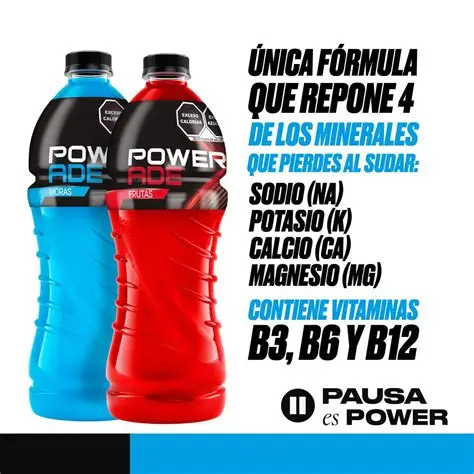 ÚNICA FÓRMULA
QUE REPONE 4
DE LOS MINERALES
QUE PIERDES AL SUDAR:
SODIO (NA)
POTASIO (K)
CALCIO (CA)
MAGNESIO (MG)
CONTIENE VITAMINAS
B3, B6 Y B12
PAUSA
es POWER
EXCESO
CALORÍAS
POWER
ADE
MORAS
EXCESO
CALORÍAS
POWER
ADE
FRUTAS